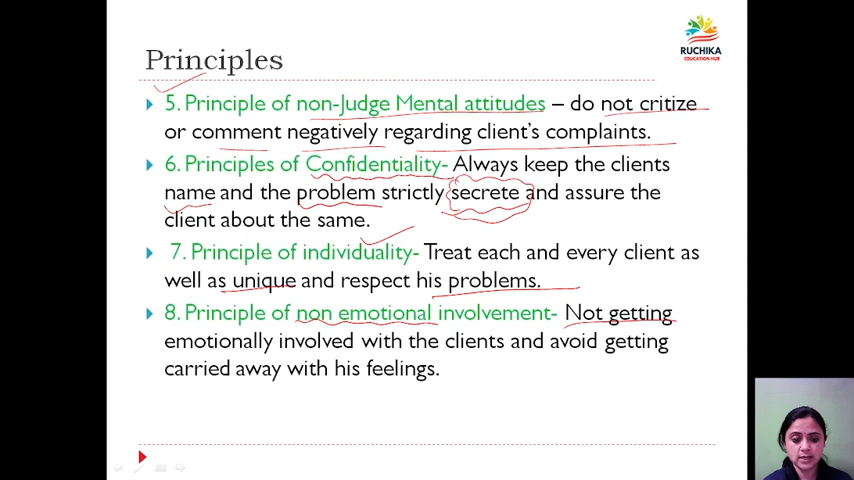 RUCHIKA
EDUCATION HUB
Principles
5. Principle of non-Judge Mental attitudes – do not critize
or comment negatively regarding client's complaints.
6. Principles of Confidentiality- Always keep the clients
name and the problem strictly secrete and assure the
client about the same.
7. Principle of individuality- Treat each and every client as
well as unique and respect his problems.
8. Principle of non emotional involvement- Not getting
emotionally involved with the clients and avoid getting
carried away with his feelings.